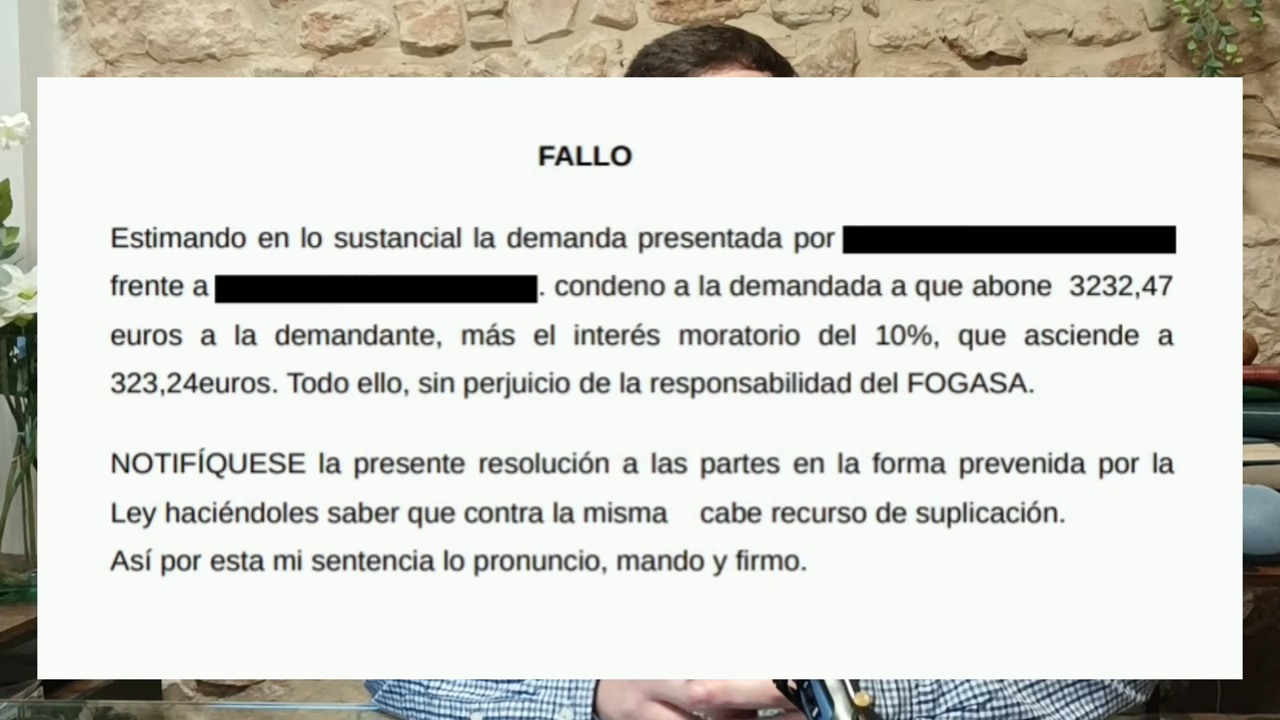 FALLO
Estimando en lo sustancial la demanda presentada por
frente a . condeno a la demandada a que abone 3232,47
euros a la demandante, más el interés moratorio del 10%, que asciende a
323,24euros. Todo ello, sin perjuicio de la responsabilidad del FOGASA.
NOTIFÍQUESE la presente resolución a las partes en la forma prevenida por la
Ley haciéndoles saber que contra la misma cabe recurso de suplicación.
Así por esta mi sentencia lo pronuncio, mando y firmo.